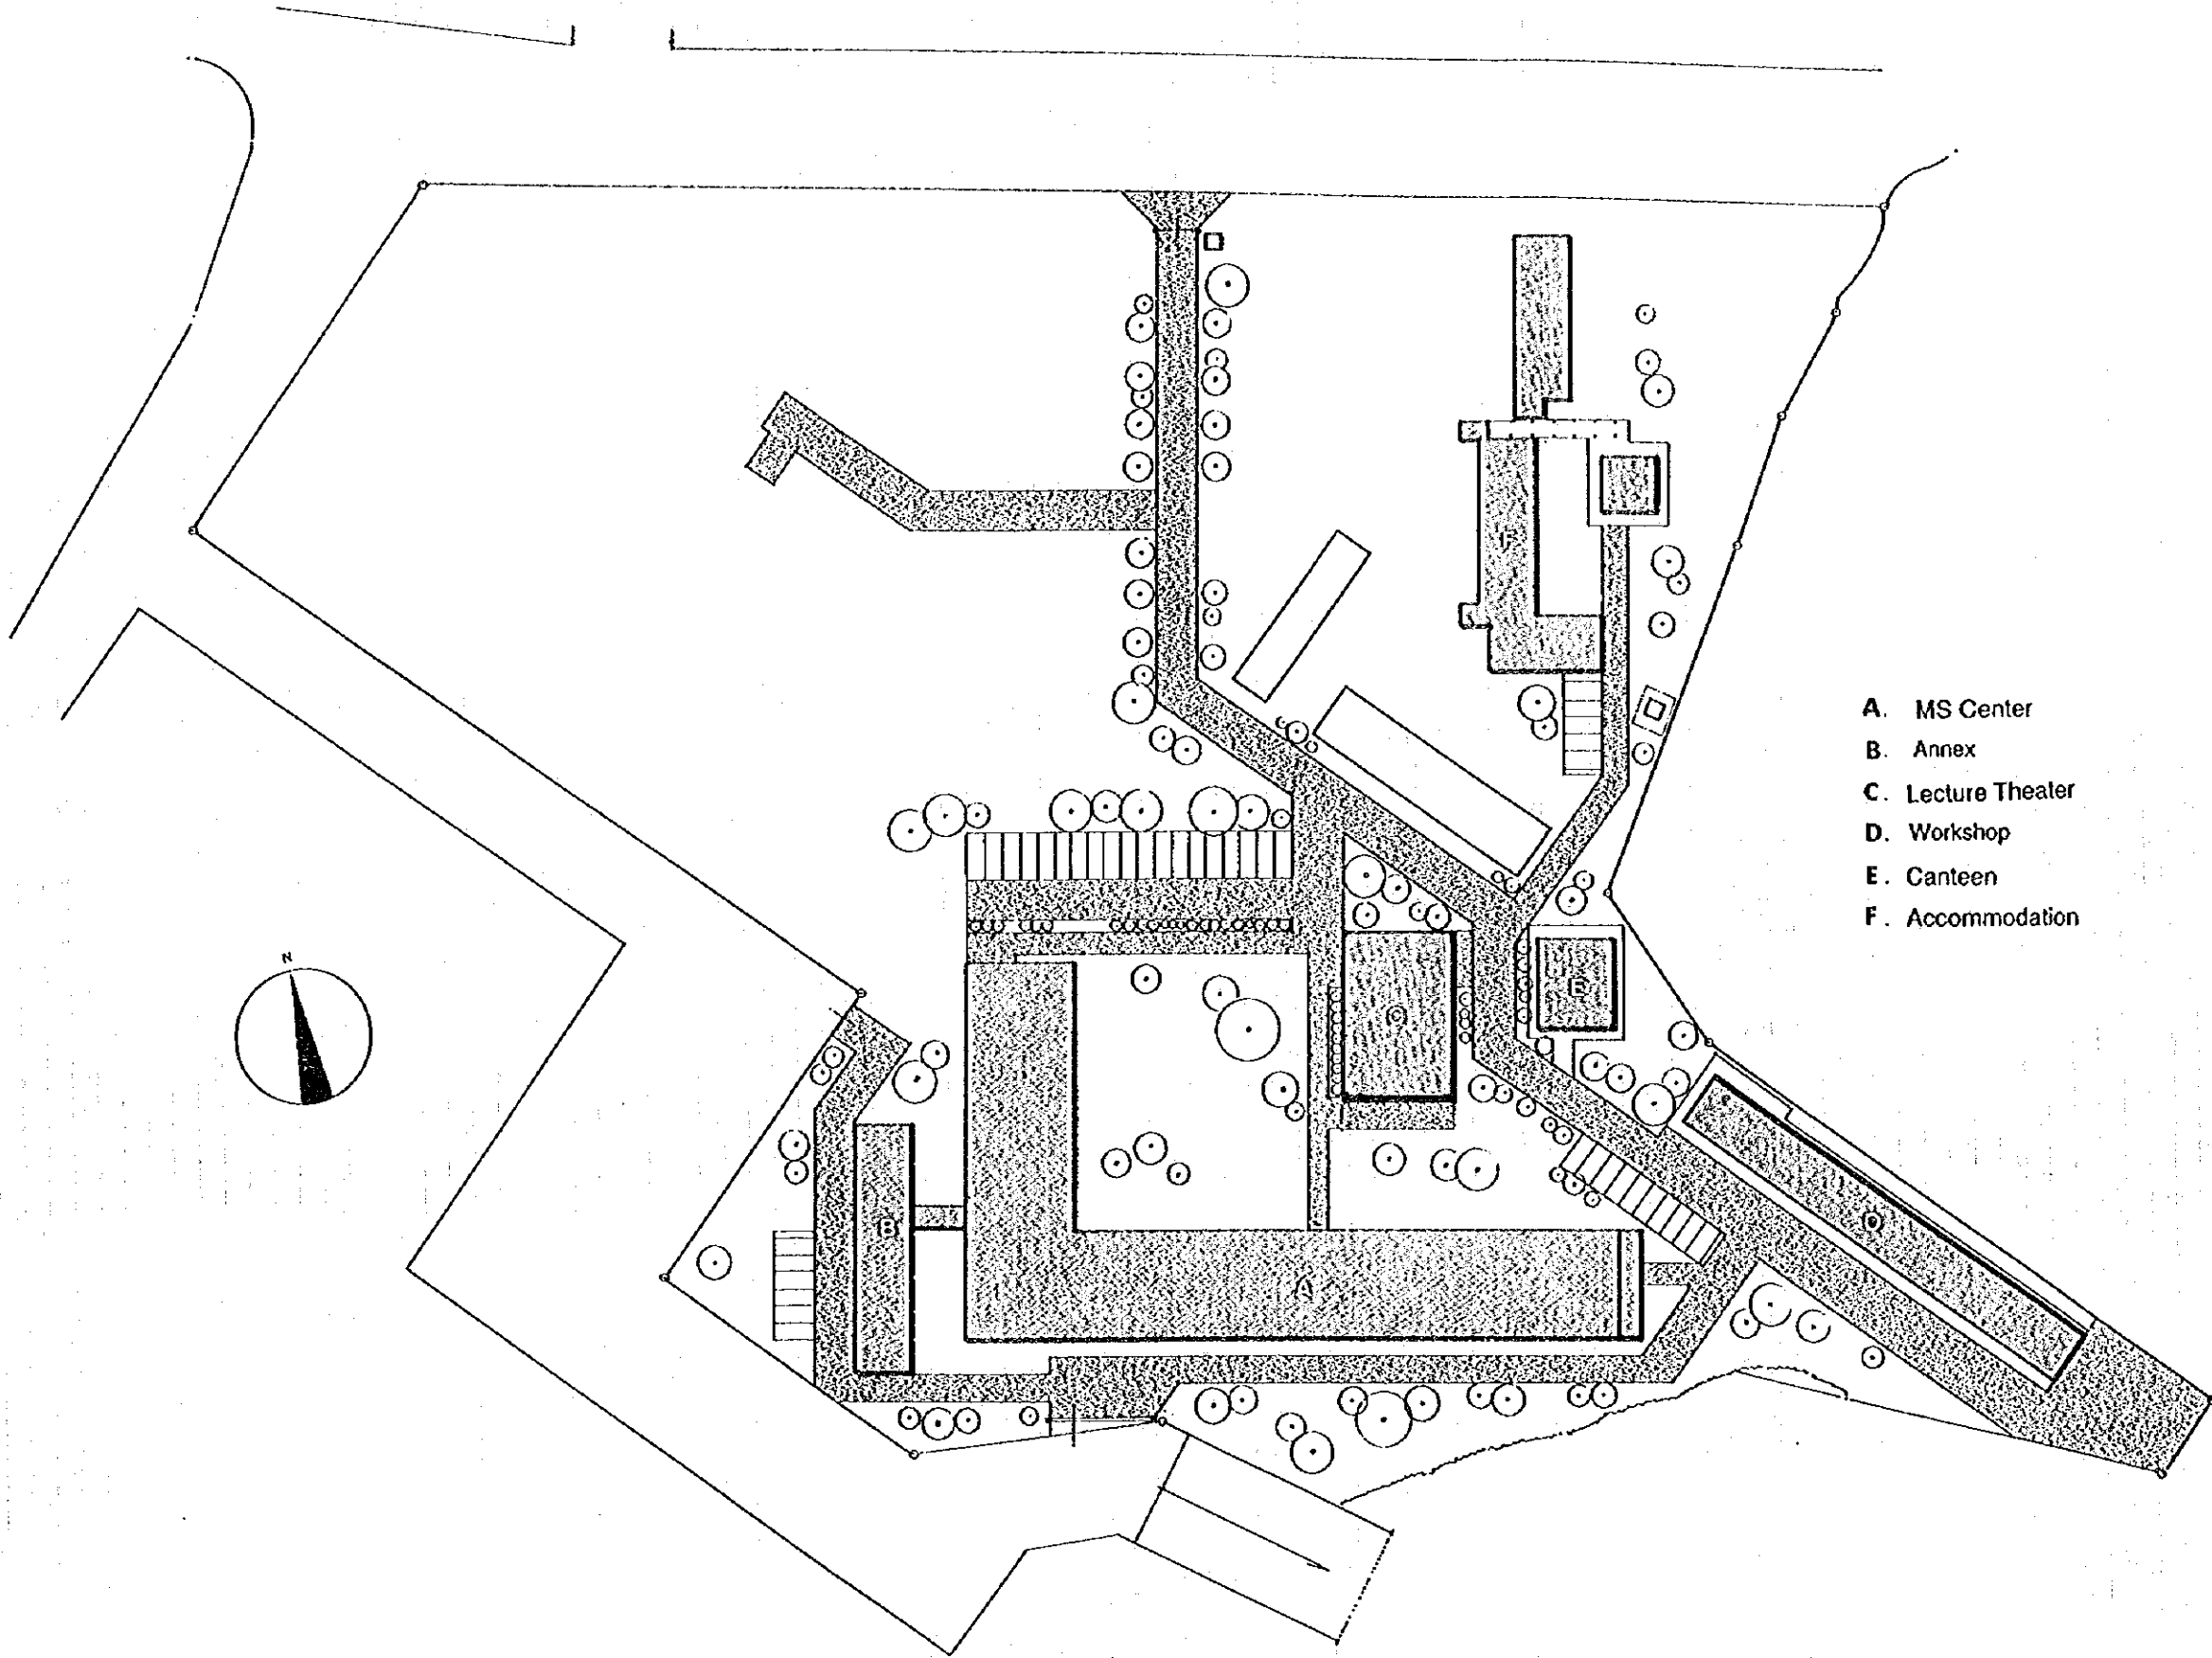 F
A. MS Center
B. Annex
C. Lecture Theater
D. Workshop
E. Canteen
F. Accommodation
N
E
C
B
D
A